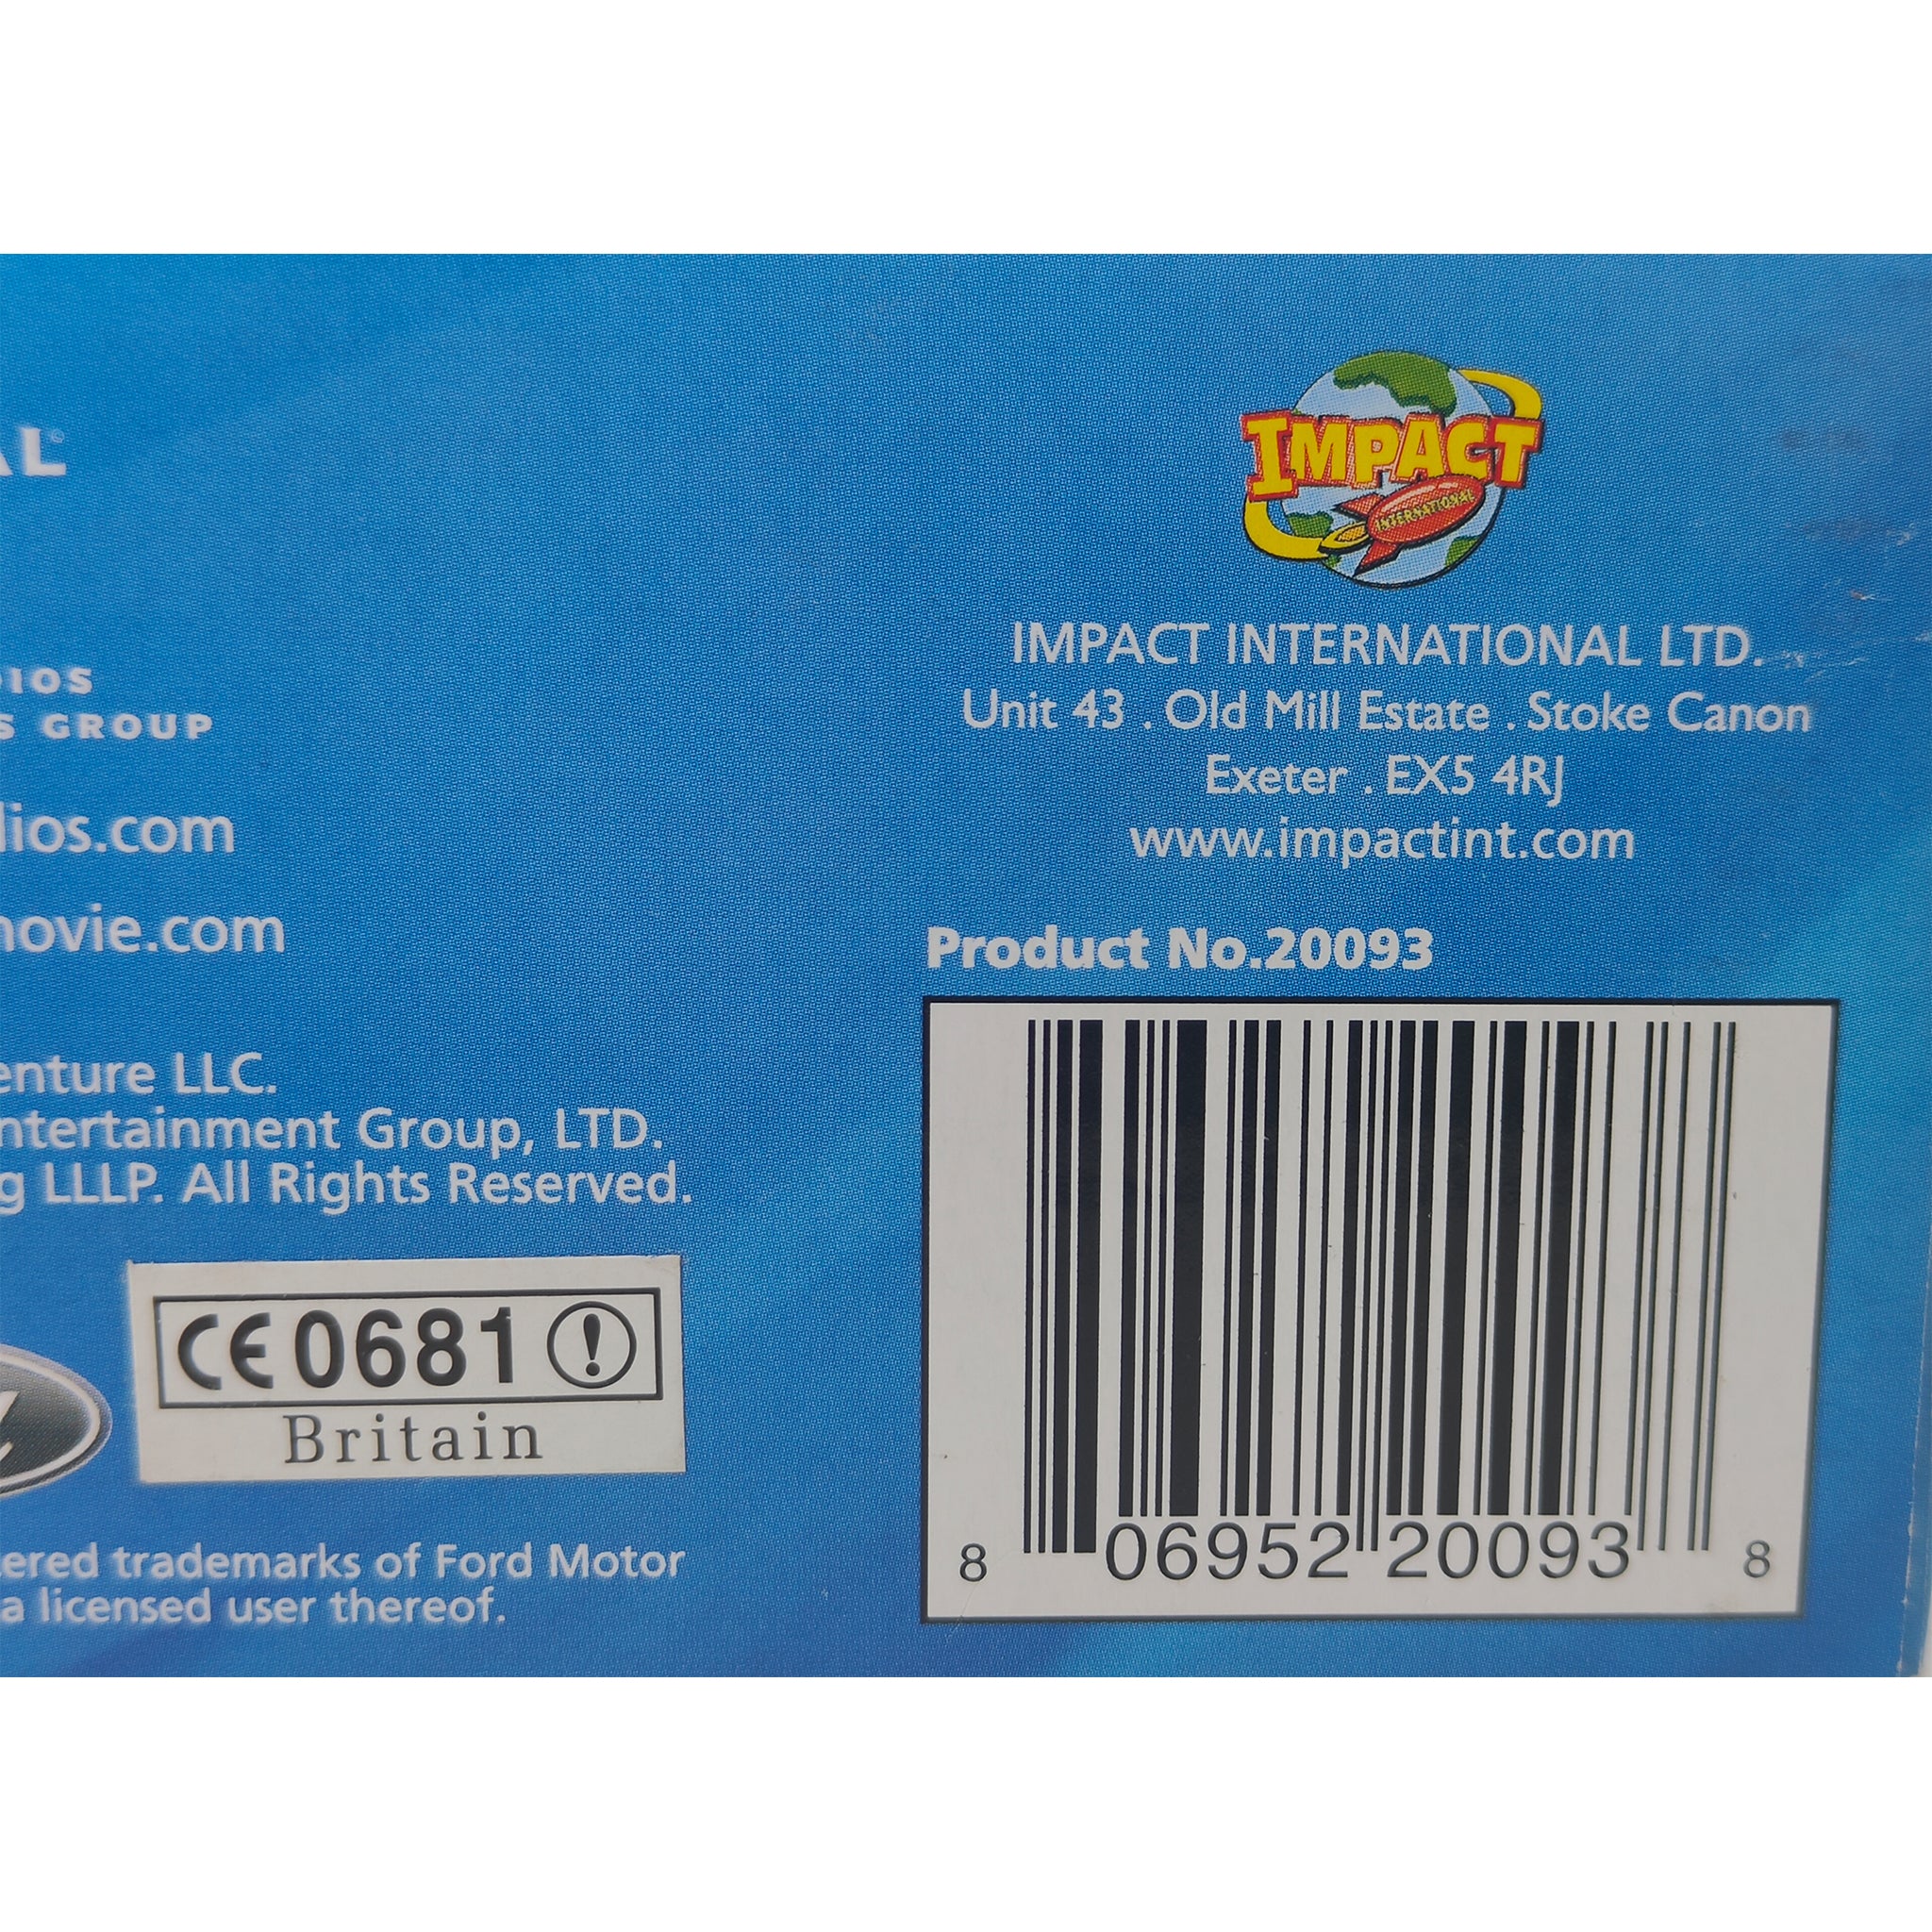 AL®
IOS
S GROUP
lios.com
movie.com
enture LLC.
ntertainment Group, LTD.
g LLLP. All Rights Reserved.
CE 0681 !
Britain
ered trademarks of Ford Motor
a licensed user thereof.
IMPACT
INTERNATIONAL
IMPACT INTERNATIONAL LTD.
Unit 43 . Old Mill Estate . Stoke Canon
Exeter . EX5 4RJ
www.impactint.com
Product No.20093
8 06952 20093 8